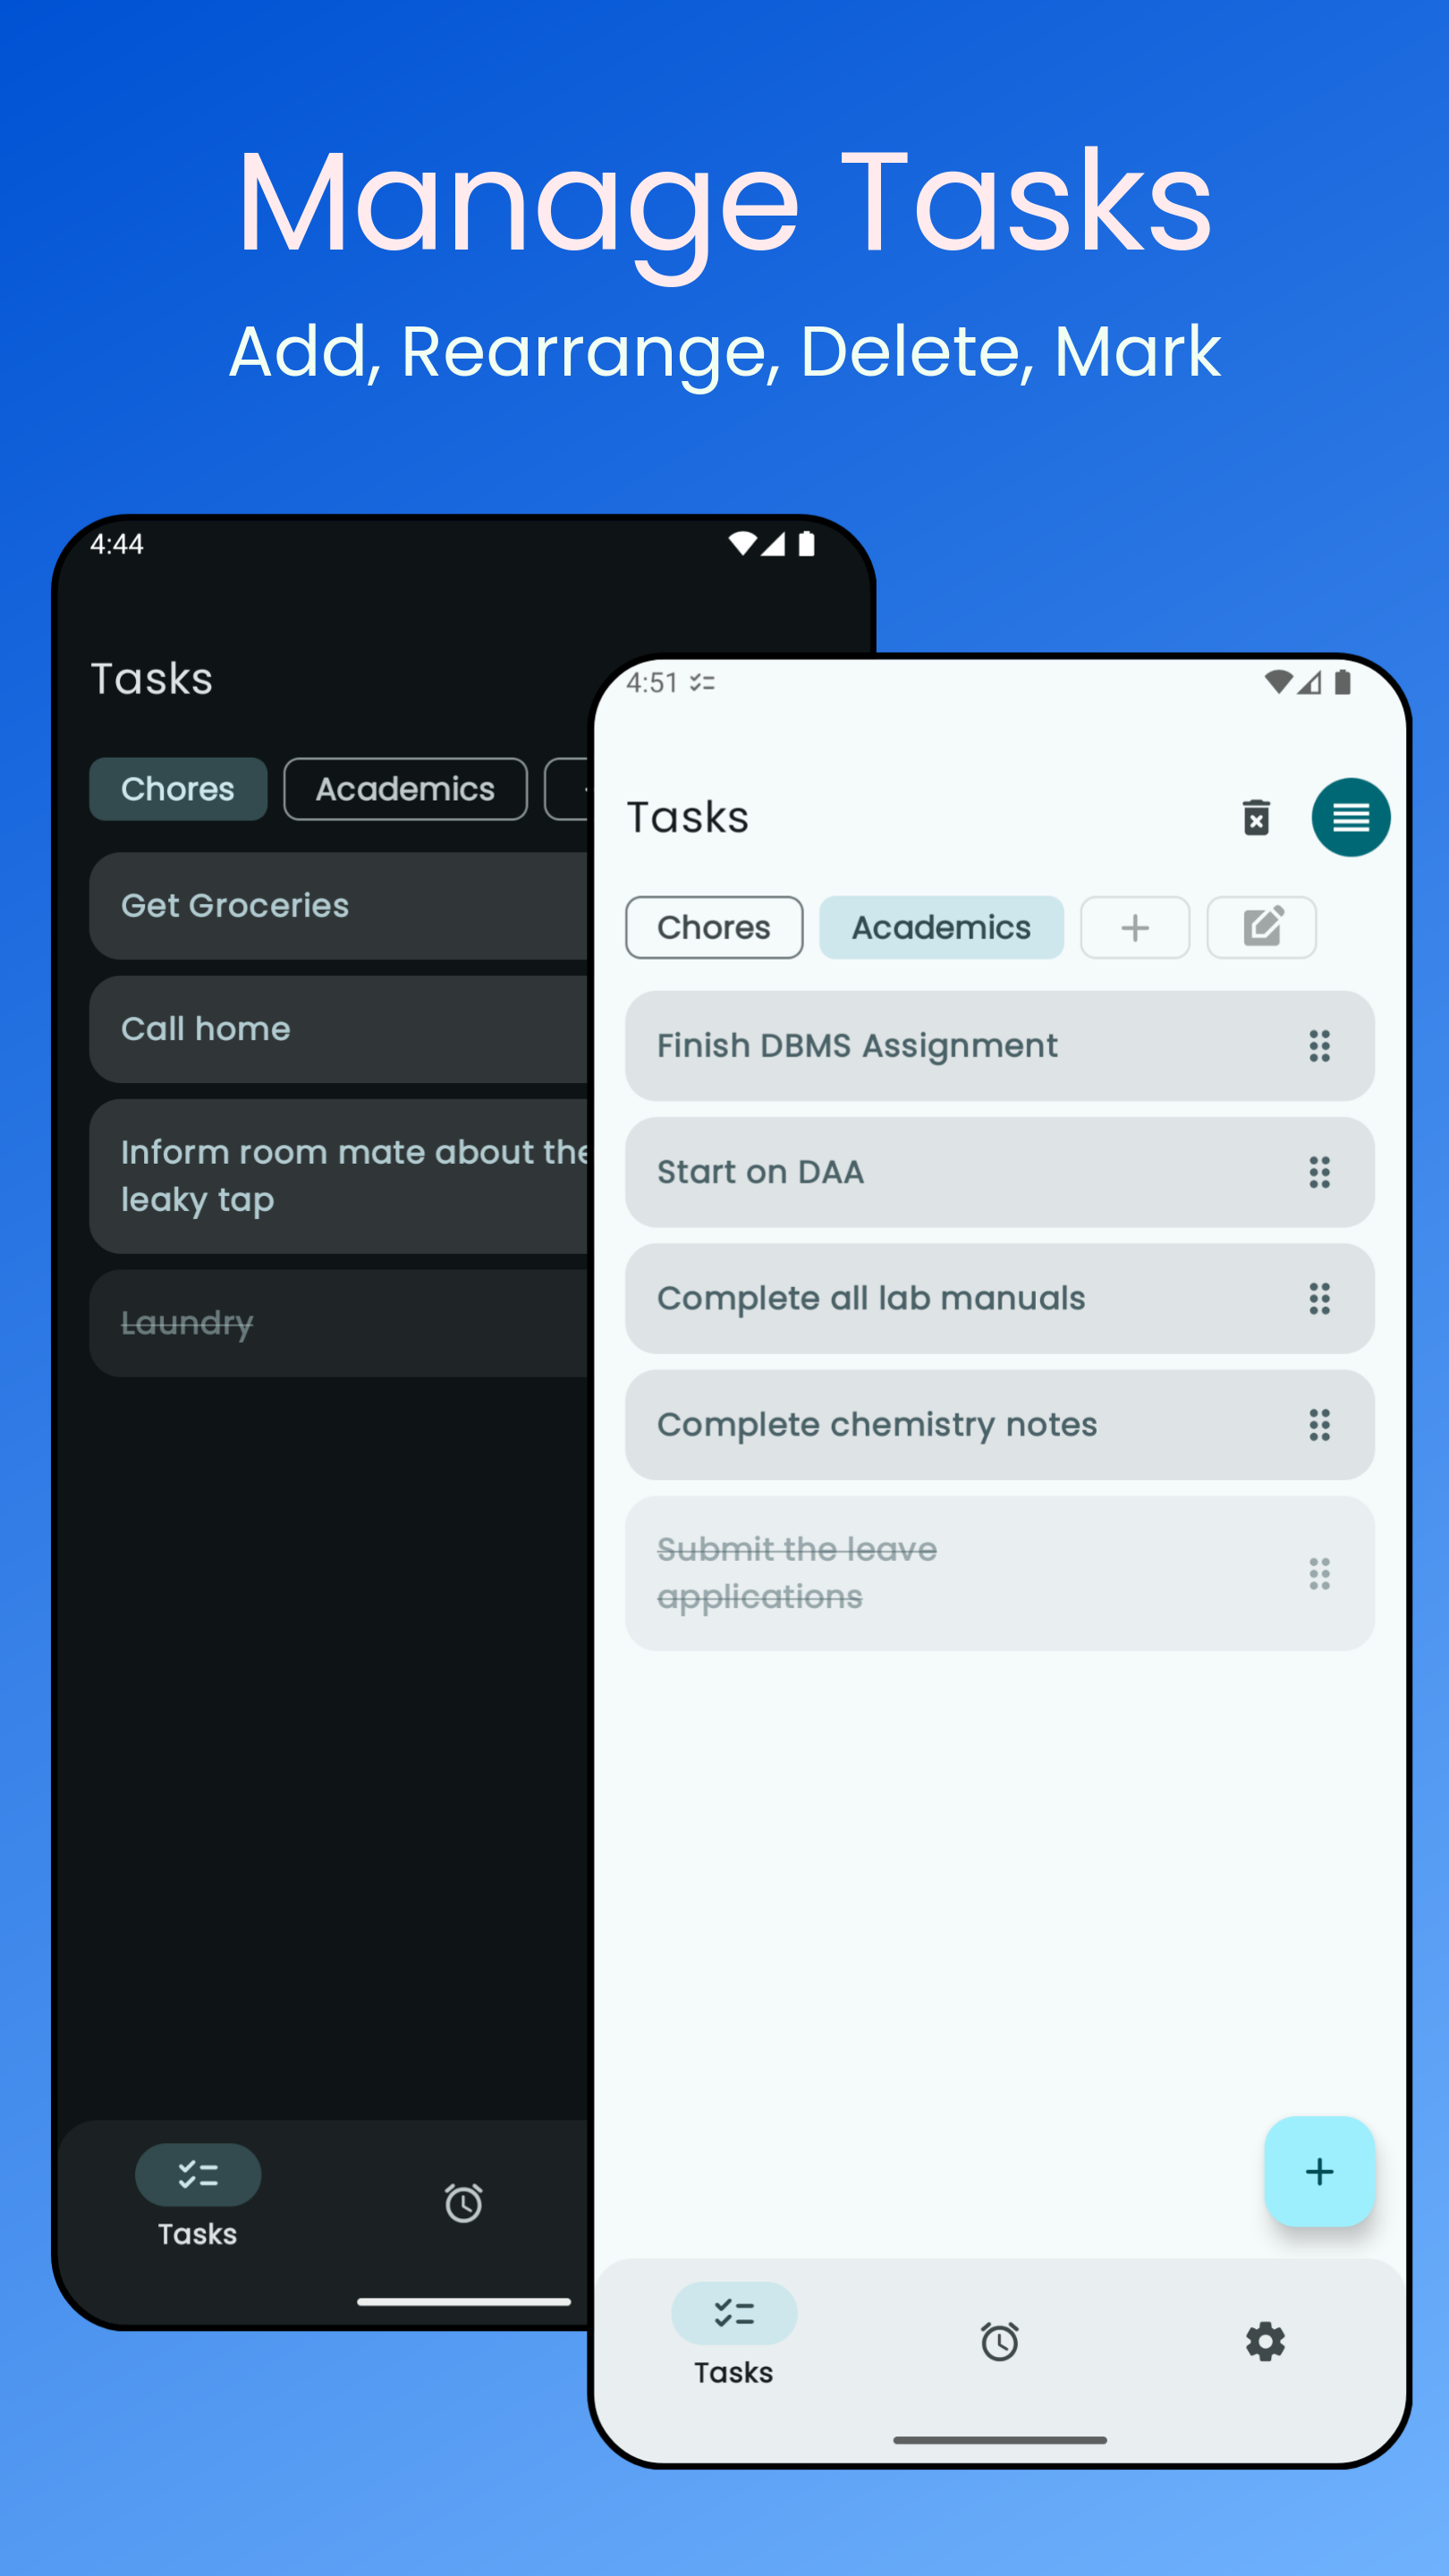 Manage Tasks
Add, Rearrange, Delete, Mark
4:44
Tasks
Chores
Academics
Get Groceries
Call home
Inform room mate about the
leaky tap
Laundry
Tasks
4:51
Tasks
Chores
Academics
Finish DBMS Assignment
Start on DAA
Complete all lab manuals
Complete chemistry notes
Submit the leave
applications
Tasks